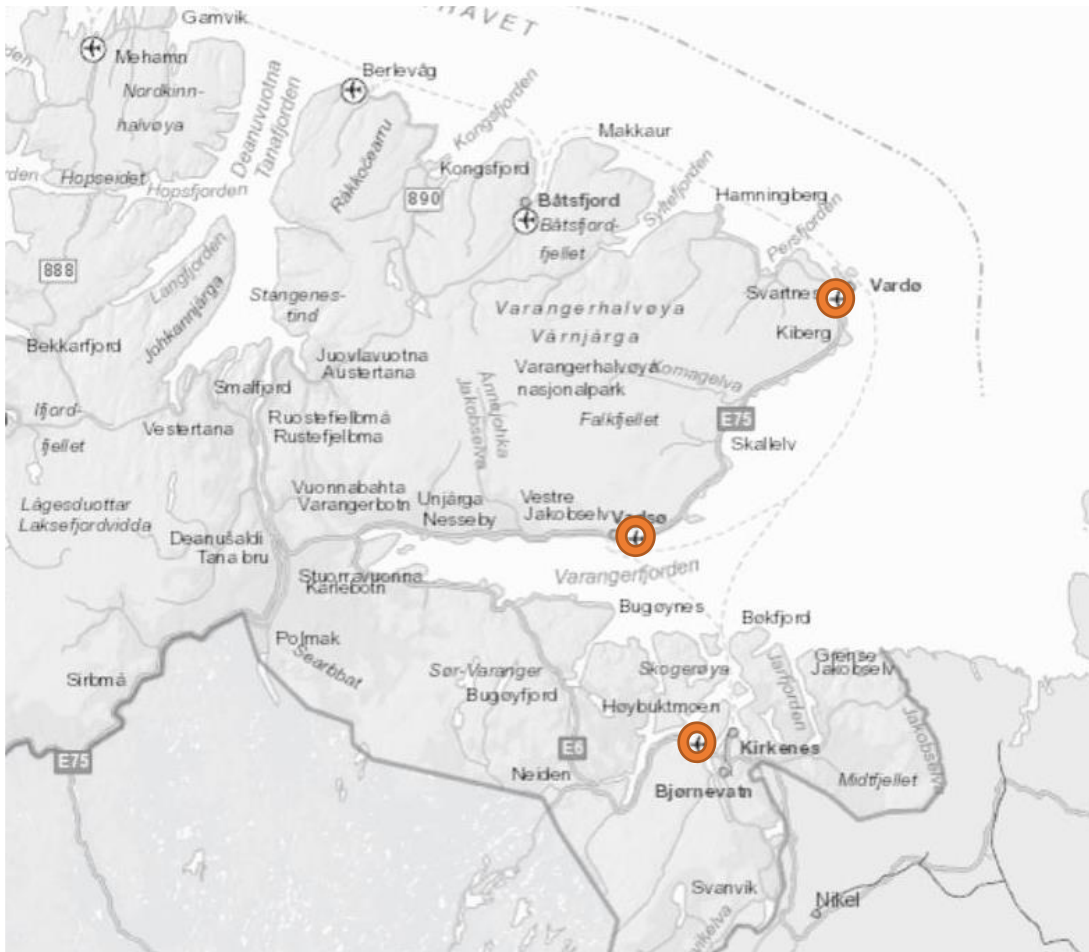 HAVET
Gamvik
Mehamn
Nordkinn-
halvøya
Deanuvuotna
Tanafjorden
Berlevåg
Kongsfjorden
Makkaur
Hopseidet
Hopsfjorden
Rákkočearru
890
Kongsfjord
Båtsfjord
Båtsfjord-
fjellet
Syltefjorden
Hamningberg
Persfjorden
888
Langfjorden
Johkannjárga
Stangenes-
tind
Varangerhalvøya
Várnjárga
Svartnes
Vardø
Kiberg
Bekkarfjord
Juovlavuotna
Austertana
Varangerhalvøya
nasjonalpark
Komagelva
Smalfjord
Annejohka
Jakobselva
Ifjord-
fjellet
Vestertana
Ruostefielbmá
Rustefjelbma
Falkfjellet
E75
Skallelv
Lágesduottar
Laksefjordvidda
Vuonnabahta
Varangerbotn
Unjárga
Nesseby
Vestre
Jakobselv
Vadsø
Deanušaldi
Tana bru
Stuorravuonna
Karlebotn
Varangerfjorden
Bugøynes
Bøkfjord
Polmak
Searbbat
Sirbmá
Sør-Varanger
Bugøyfjord
Skogerøya
Jarfjorden
Grense
Jakobselv
Høybuktmoen
Jakobselva
E75
E6
Kirkenes
Neiden
Bjørnevatn
Midtfjellet
Svanvik
Nikel